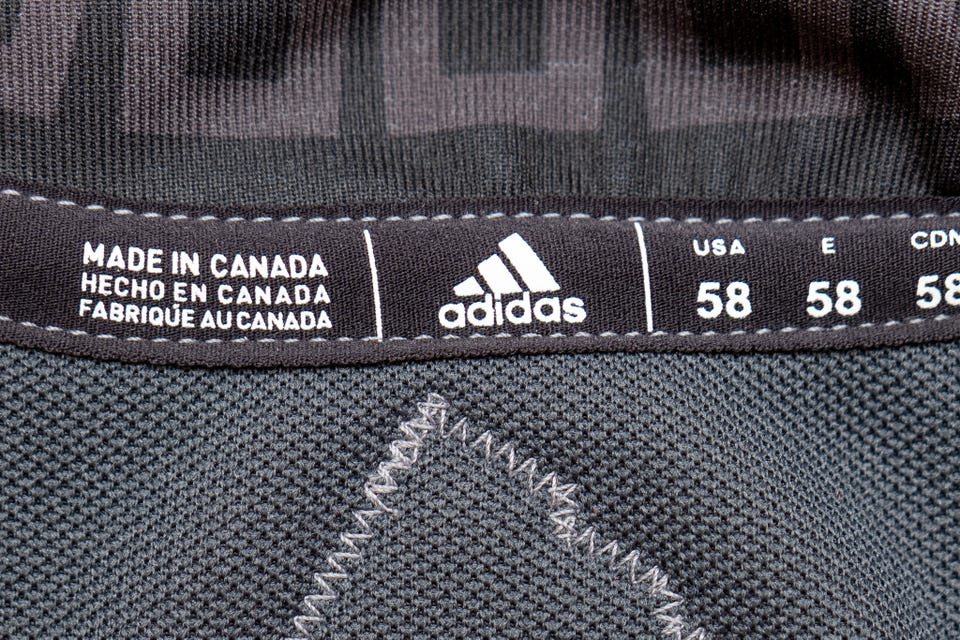 MADE IN CANADA
HECHO EN CANADA
FABRIQUÉ AU CANADA
adidas
USA E CDN
58 58 58